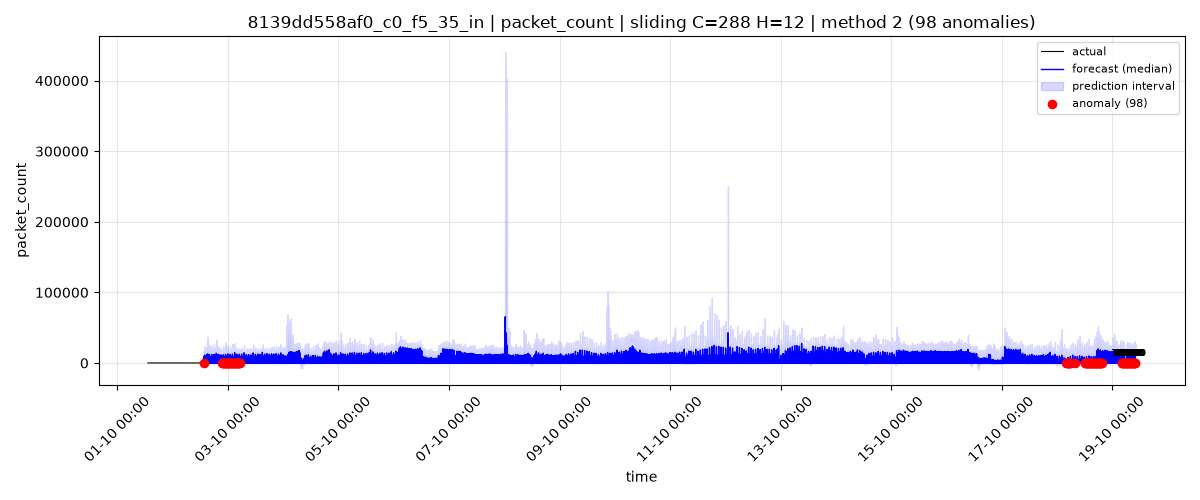 8139dd558af0_c0_f5_35_in | packet_count | sliding C=288 H=12 | method 2 (98 anomalies)
actual
forecast (median)
prediction interval
anomaly (98)
packet_count
400000
300000
200000
100000
0
01-10 00:00
03-10 00:00
05-10 00:00
07-10 00:00
09-10 00:00
11-10 00:00
13-10 00:00
15-10 00:00
17-10 00:00
19-10 00:00
time